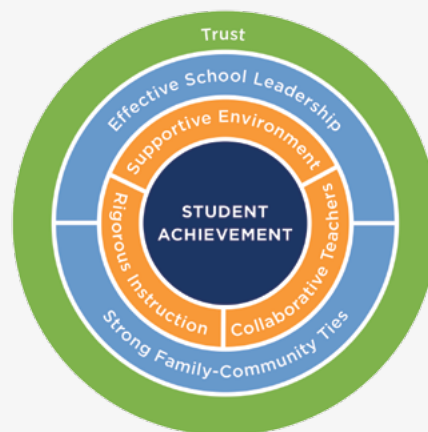 Trust
Effective School Leadership
Supportive Environment
STUDENT
ACHIEVEMENT
Rigorous Instruction
Collaborative Teachers
Strong Family-Community Ties